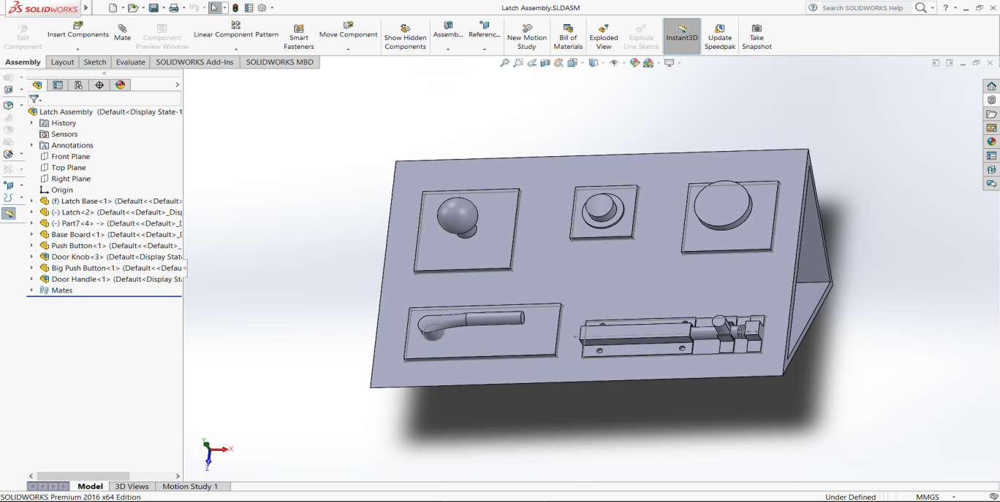 SOLIDWORKS
Latch Assembly.SLDASM
Search SOLIDWORKS Help
Edit Component
Insert Components
Mate
Component Preview Window
Linear Component Pattern
Smart Fasteners
Move Component
Show Hidden Components
Assemb...
Referenc...
New Motion Study
Bill of Materials
Exploded View
Explode Line Sketch
Instant3D
Update Speedpak
Take Snapshot
Assembly Layout Sketch Evaluate SOLIDWORKS Add-Ins SOLIDWORKS MBD
Latch Assembly (Default<Display State-1
History
Sensors
Annotations
Front Plane
Top Plane
Right Plane
Origin
(f) Latch Base<1> (Default<<Default>
(-) Latch<2> (Default<<Default>_Disp
(-) Part7<4> -> (Default<<Default>_D
Base Board<1> (Default<<Default>_D
Push Button<1> (Default<<Default>_
Door Knob<3> (Default<Display State
Big Push Button<1> (Default<<Defau
Door Handle<1> (Default<Display Sta
Mates
Y
X
Z
Model 3D Views Motion Study 1
SOLIDWORKS Premium 2016 x64 Edition
Under Defined
MMGS